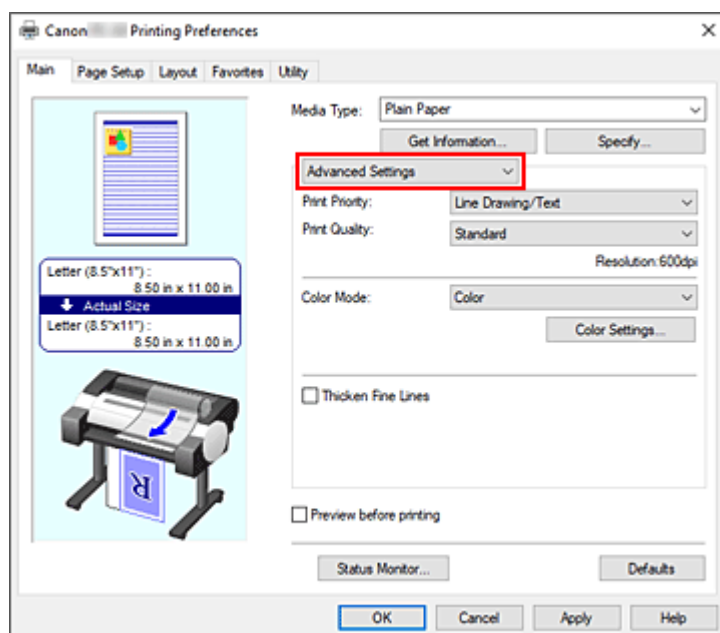 Canon Printing Preferences
Main Page Setup Layout Favorites Utility
Media Type: Plain Paper
Get Information... Specify...
Advanced Settings
Print Priority: Line Drawing/Text
Print Quality: Standard
Resolution:600dpi
Color Mode: Color
Color Settings...
Thicken Fine Lines
Letter (8.5"x11") :
8.50 in x 11.00 in
Actual Size
Letter (8.5"x11") :
8.50 in x 11.00 in
R
Preview before printing
Status Monitor... Defaults
OK Cancel Apply Help